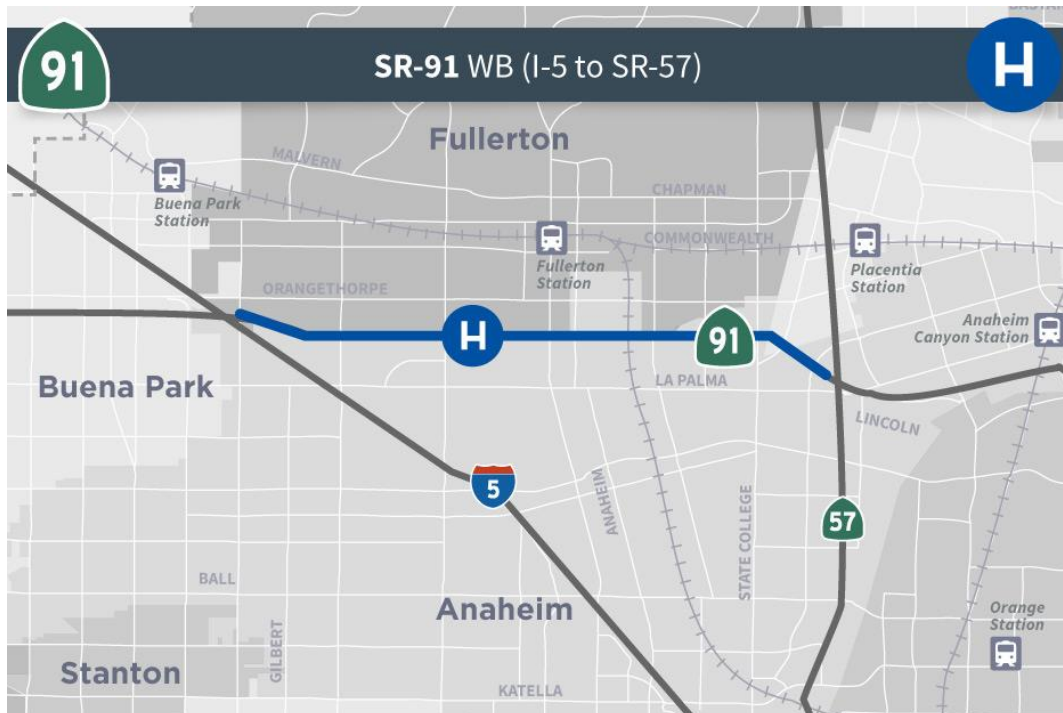 91
SR-91 WB (I-5 to SR-57)
H
Fullerton
MALVERN
CHAPMAN
Buena Park
Station
COMMONWEALTH
Fullerton
Station
Placentia
Station
ORANGETHORPE
Anaheim
Canyon Station
H
91
Buena Park
LA PALMA
LINCOLN
5
ANAHEIM
STATE COLLEGE
57
BALL
Anaheim
Orange
Station
GILBERT
Stanton
KATELLA